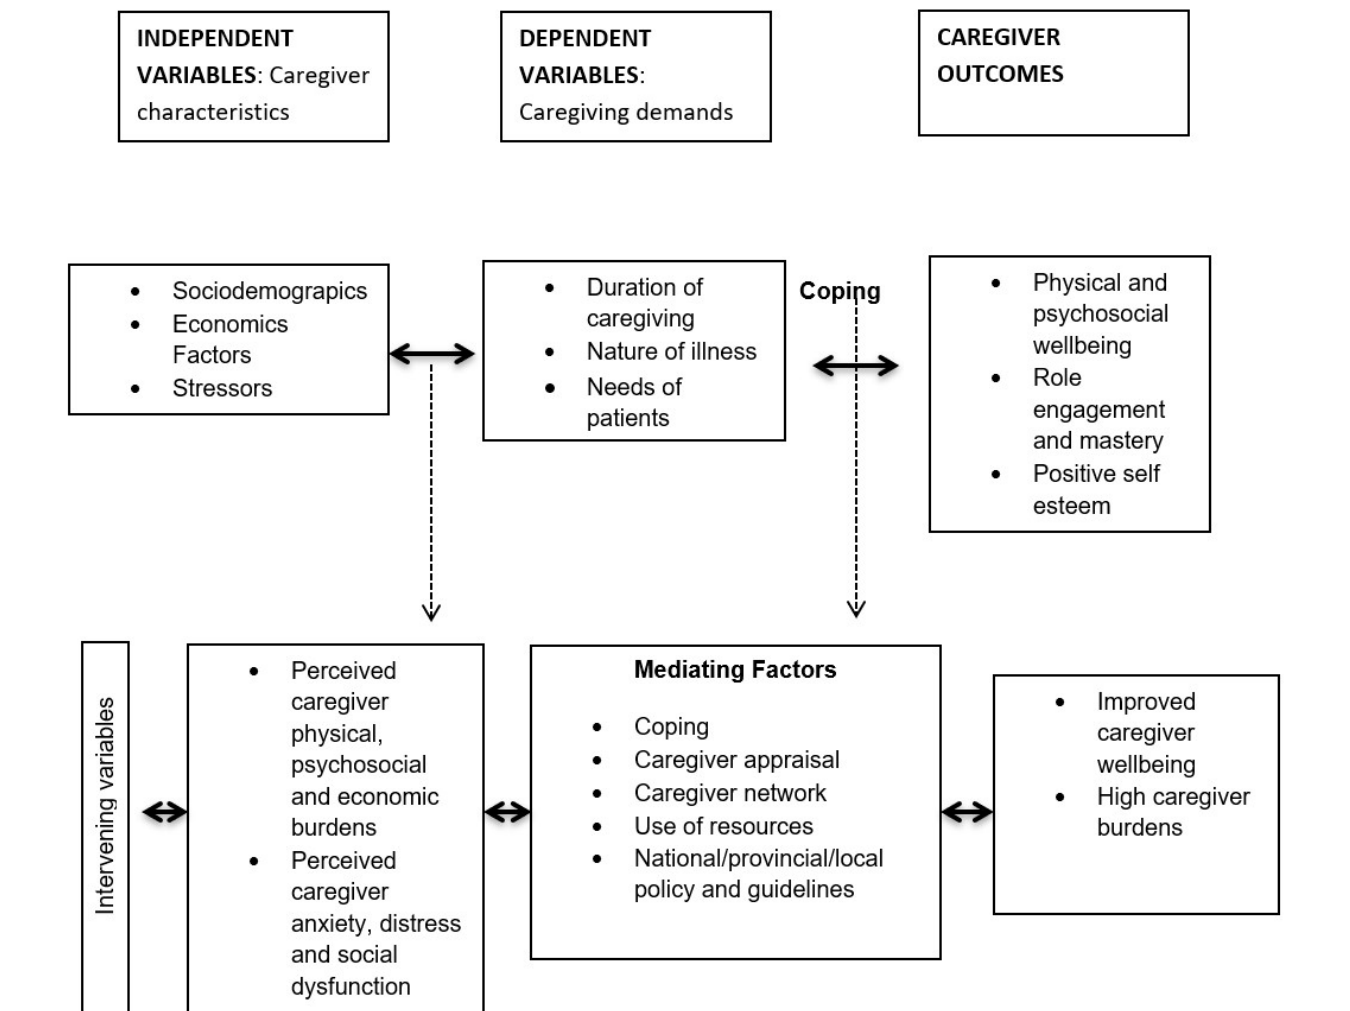 INDEPENDENT
VARIABLES: Caregiver
characteristics
DEPENDENT
VARIABLES:
Caregiving demands
CAREGIVER
OUTCOMES
• Sociodemograpics
• Economics
Factors
• Stressors
• Duration of
caregiving
• Nature of illness
• Needs of
patients
Coping
• Physical and
psychosocial
wellbeing
• Role
engagement
and mastery
• Positive self
esteem
Intervening variables
• Perceived
caregiver
physical,
psychosocial
and economic
burdens
• Perceived
caregiver
anxiety, distress
and social
dysfunction
Mediating Factors
• Coping
• Caregiver appraisal
• Caregiver network
• Use of resources
• National/provincial/local
policy and guidelines
• Improved
caregiver
wellbeing
• High caregiver
burdens